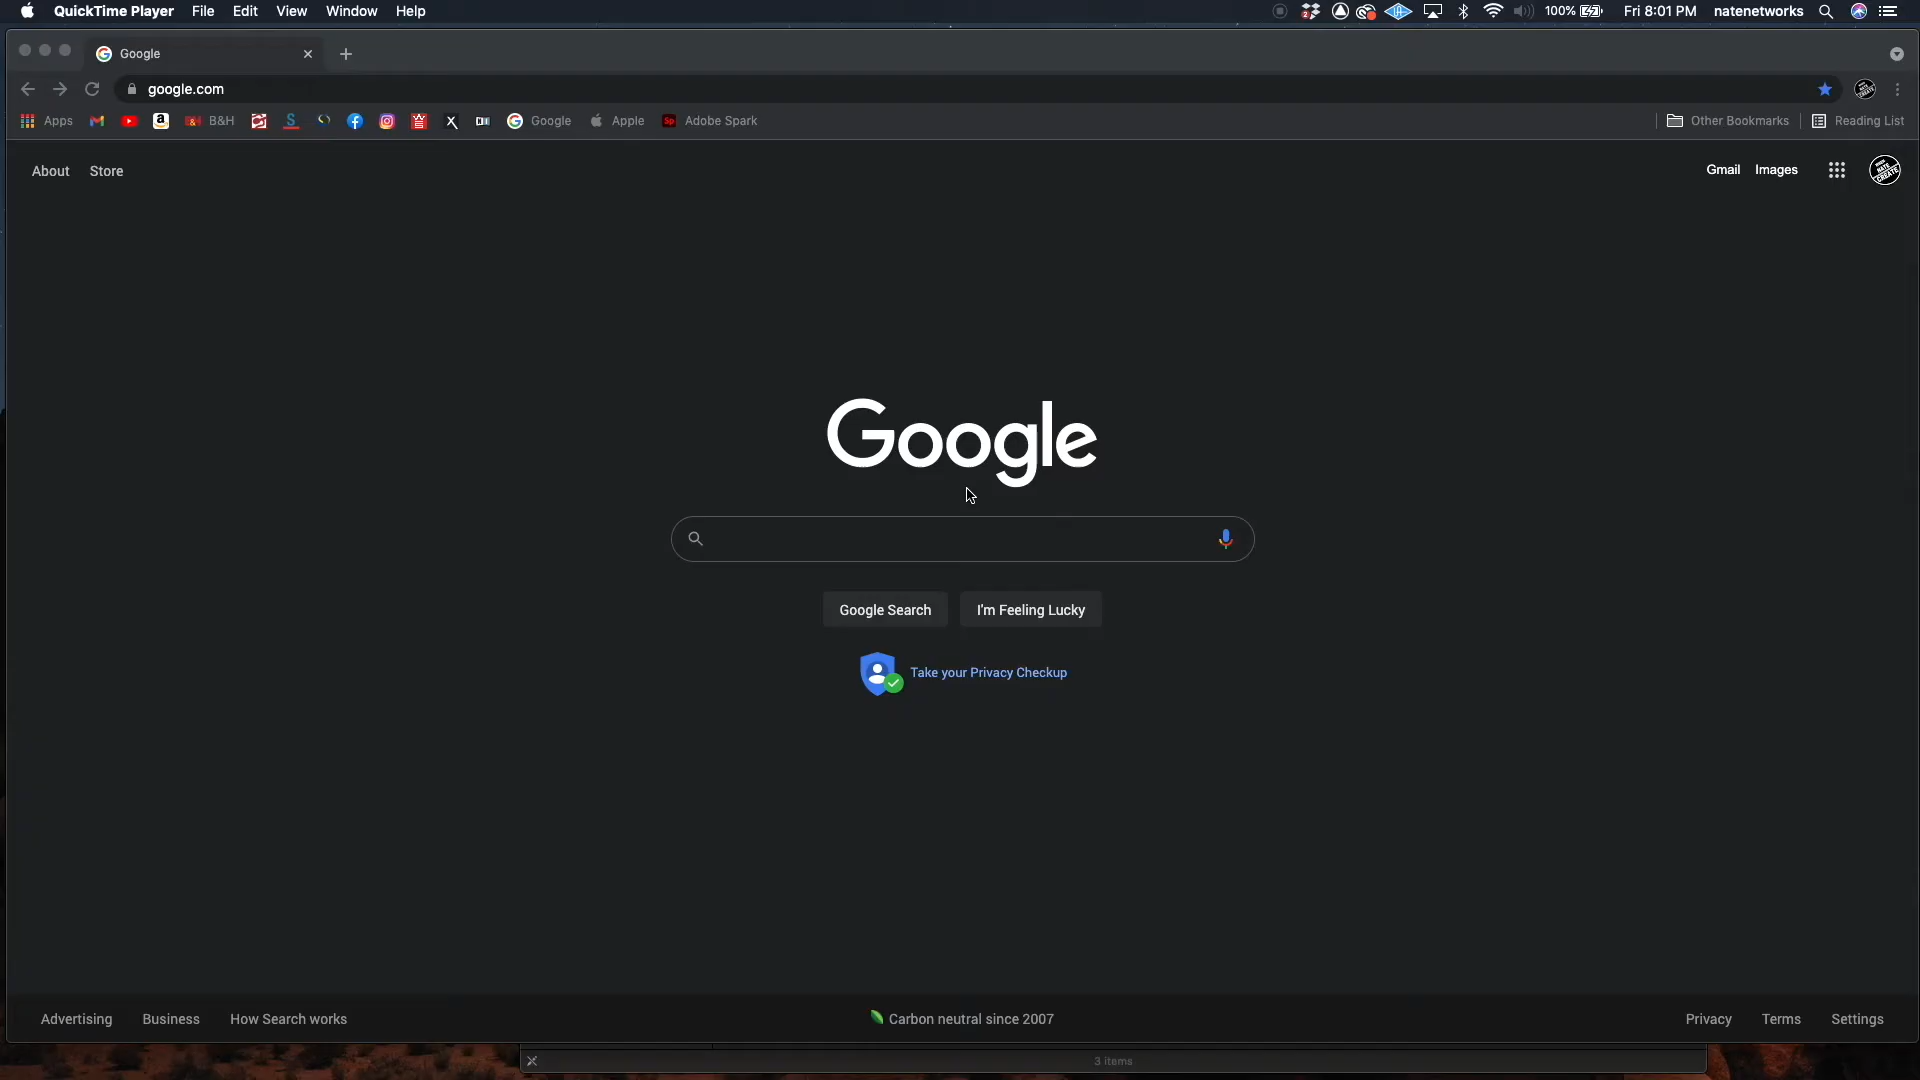 QuickTime Player File Edit View Window Help 100% Fri 8:01 PM natenetworks
Google
google.com
Apps B&H Google Apple Adobe Spark Other Bookmarks Reading List
About Store Gmail Images
Google
Google Search I'm Feeling Lucky
Take your Privacy Checkup
Advertising Business How Search works Carbon neutral since 2007 Privacy Terms Settings
3 items